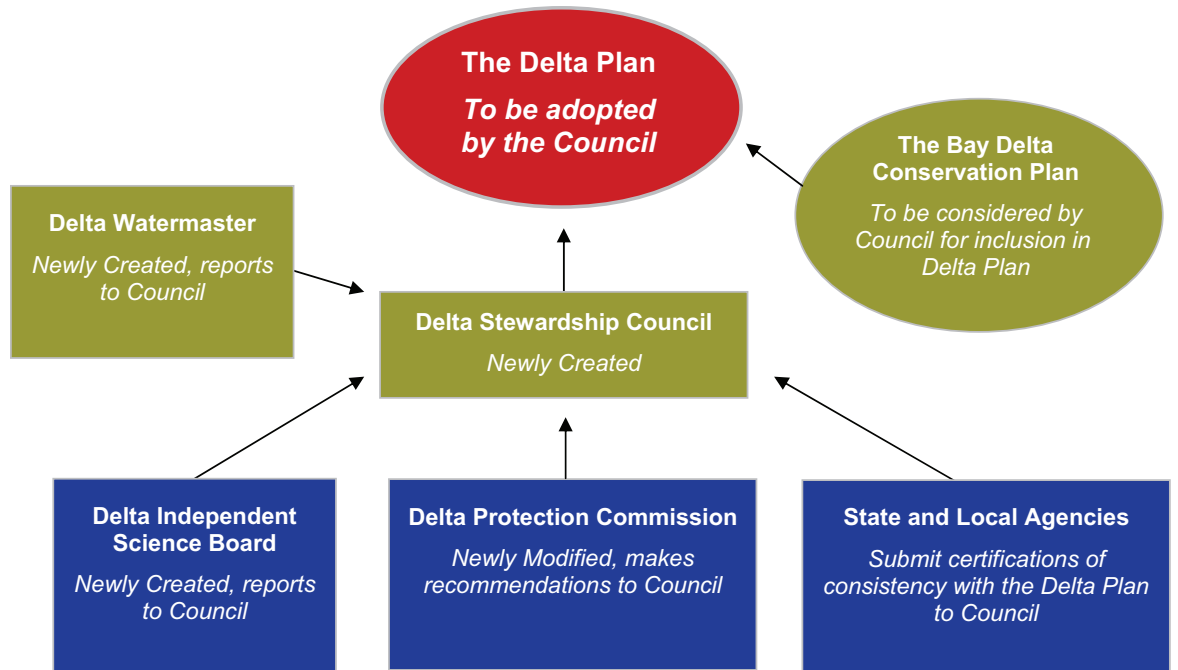 The Delta Plan
To be adopted
by the Council
The Bay Delta
Conservation Plan
To be considered by
Council for inclusion in
Delta Plan
Delta Watermaster
Newly Created, reports
to Council
Delta Stewardship Council
Newly Created
Delta Independent
Science Board
Newly Created, reports
to Council
Delta Protection Commission
Newly Modified, makes
recommendations to Council
State and Local Agencies
Submit certifications of
consistency with the Delta Plan
to Council